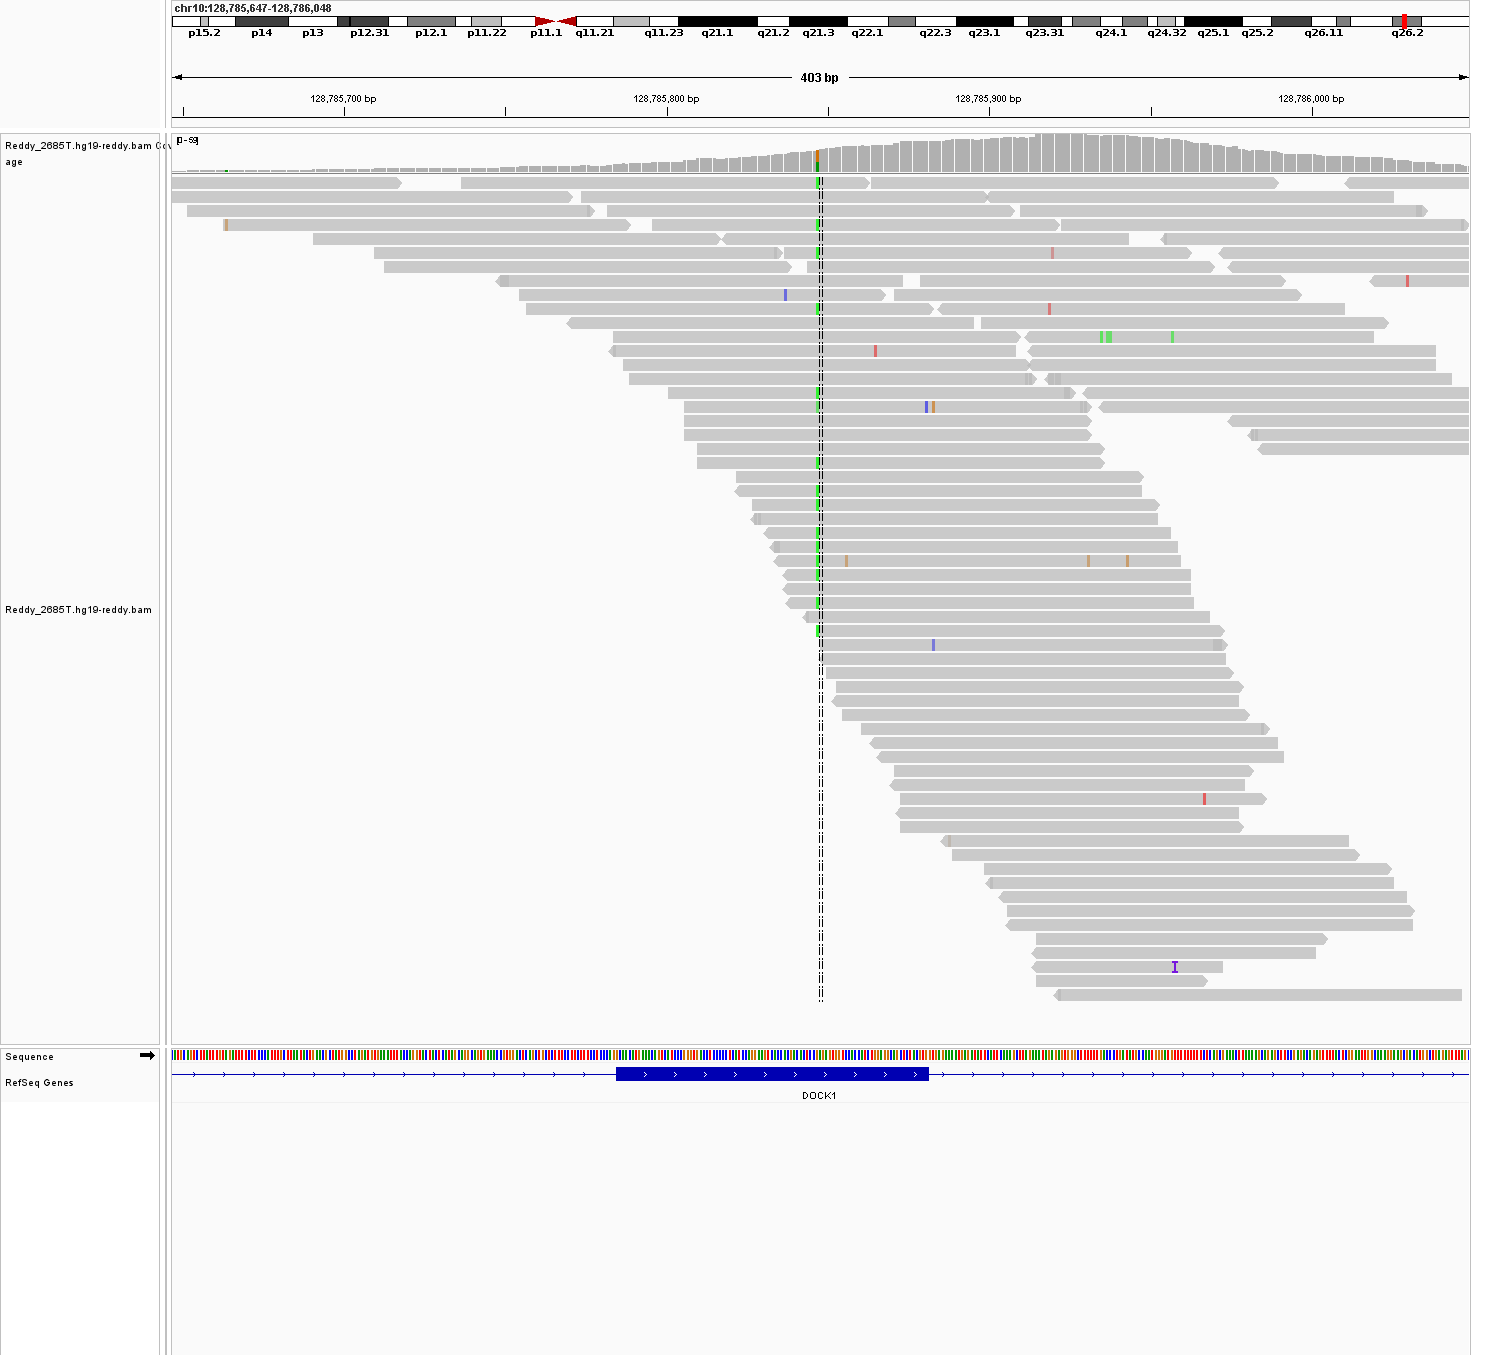 chr10:128,785,647-128,786,048
p15.2 p14 p13 p12.31 p12.1 p11.22 p11.1 q11.21 q11.23 q21.1 q21.2 q21.3 q22.1 q22.3 q23.1 q23.31 q24.1 q24.32 q25.1 q25.2 q26.11 q26.2
403 bp
128,785,700 bp 128,785,800 bp 128,785,900 bp 128,786,000 bp
[0-59]
Reddy_2685T.hg19-reddy.bam Cov
age
Reddy_2685T.hg19-reddy.bam
Sequence
RefSeq Genes
DOCK1